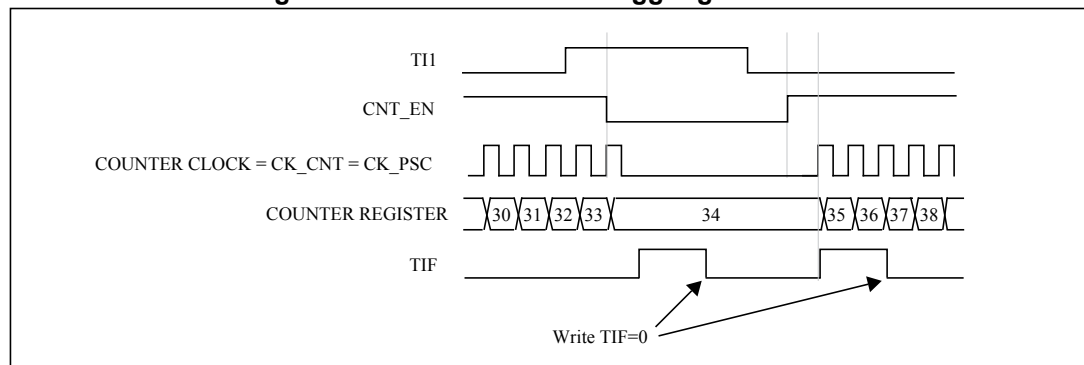 TI1
CNT_EN
COUNTER CLOCK = CK_CNT = CK_PSC
COUNTER REGISTER
30 31 32 33 34 35 36 37 38
TIF
Write TIF=0